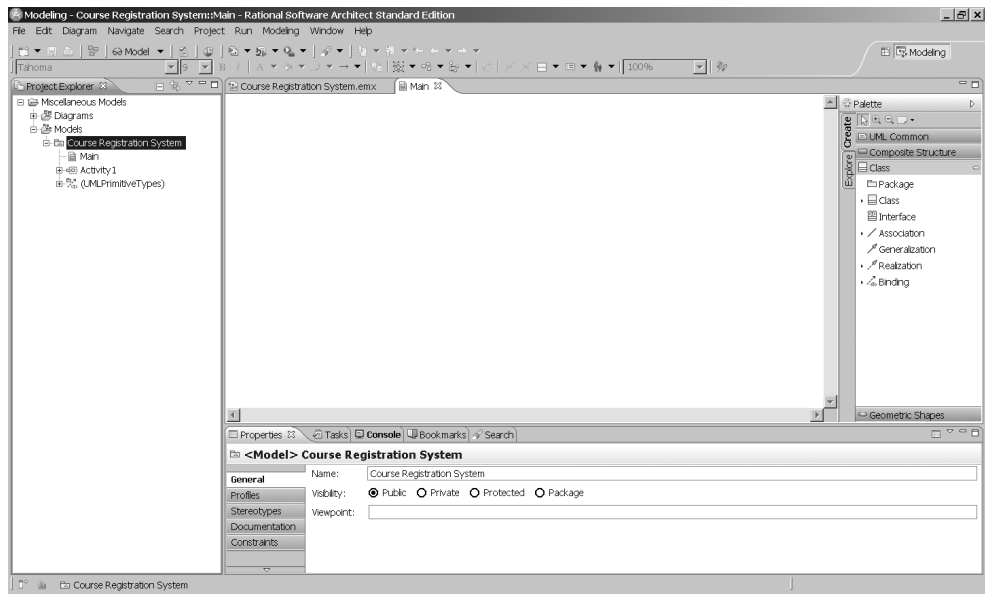 Modeling - Course Registration System::Main - Rational Software Architect Standard Edition
File Edit Diagram Navigate Search Project Run Modeling Window Help
Model
Modeling
Tahoma 9 B I A 100%
Project Explorer
Course Registration System.emx Main
Miscellaneous Models
Diagrams
Models
Course Registration System
Main
Activity1
(UMLPrimitiveTypes)
Palette
Create
Explore
UML Common
Composite Structure
Class
Package
Class
Interface
Association
Generalization
Realization
Binding
Geometric Shapes
Properties Tasks Console Bookmarks Search
<Model> Course Registration System
General
Profiles
Stereotypes
Documentation
Constraints
Name: Course Registration System
Visibility: Public Private Protected Package
Viewpoint:
Course Registration System